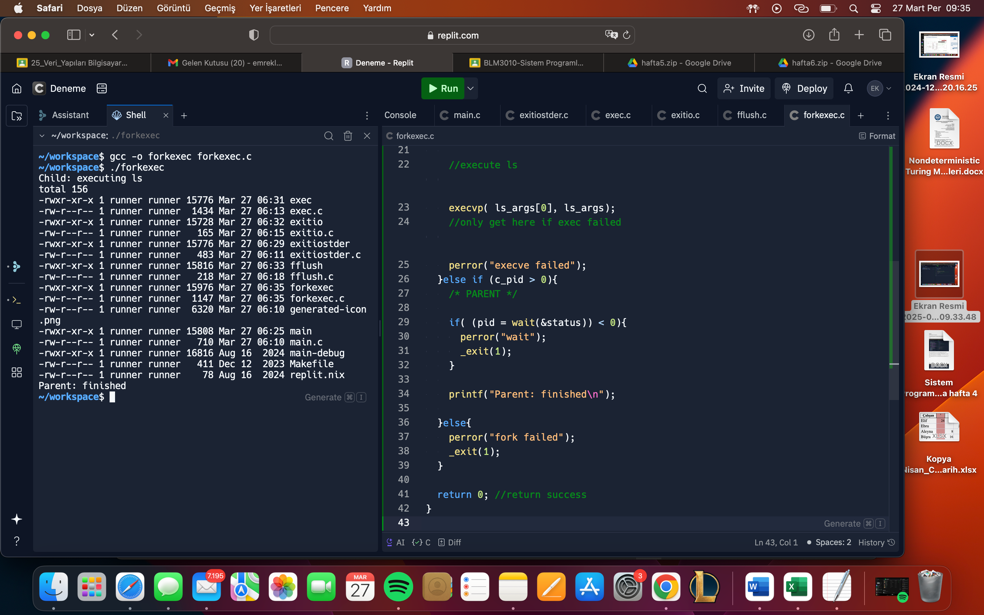 Safari Dosya Düzen Görüntü Geçmiş Yer İşaretleri Pencere Yardım 27 Mart Per 09:35
replit.com
25_Veri_Yapıları Bilgisayar... Gelen Kutusu (20) - emrekl... Deneme - Replit BLM3010-Sistem Programl... hafta5.zip - Google Drive hafta6.zip - Google Drive
Deneme Run Invite Deploy EK
Assistant Shell Console main.c exitiostder.c exec.c exitio.c fflush.c forkexec.c
~/workspace: ./forkexec
forkexec.c Format
~/workspace$ gcc -o forkexec forkexec.c
~/workspace$ ./forkexec
Child: executing ls
total 156
-rwxr-xr-x 1 runner runner 15776 Mar 27 06:31 exec
-rw-r--r-- 1 runner runner 1434 Mar 27 06:13 exec.c
-rwxr-xr-x 1 runner runner 15728 Mar 27 06:32 exitio
-rw-r--r-- 1 runner runner 165 Mar 27 06:15 exitio.c
-rwxr-xr-x 1 runner runner 15776 Mar 27 06:29 exitiostder
-rw-r--r-- 1 runner runner 483 Mar 27 06:11 exitiostder.c
-rwxr-xr-x 1 runner runner 15816 Mar 27 06:33 fflush
-rw-r--r-- 1 runner runner 218 Mar 27 06:18 fflush.c
-rwxr-xr-x 1 runner runner 15976 Mar 27 06:35 forkexec
-rw-r--r-- 1 runner runner 1147 Mar 27 06:35 forkexec.c
-rw-r--r-- 1 runner runner 6320 Mar 27 06:10 generated-icon
.png
-rwxr-xr-x 1 runner runner 15808 Mar 27 06:25 main
-rw-r--r-- 1 runner runner 710 Mar 27 06:10 main.c
-rwxr-xr-x 1 runner runner 16816 Aug 16 2024 main-debug
-rw-r--r-- 1 runner runner 411 Dec 12 2023 Makefile
-rw-r--r-- 1 runner runner 78 Aug 16 2024 replit.nix
Parent: finished
~/workspace$ Generate ⌘ I
21
22 //execute ls
23 execvp( ls_args[0], ls_args);
24 //only get here if exec failed
25 perror("execve failed");
26 }else if (c_pid > 0){
27 /* PARENT */
28
29 if( (pid = wait(&status)) < 0){
30 perror("wait");
31 _exit(1);
32 }
33
34 printf("Parent: finished\n");
35
36 }else{
37 perror("fork failed");
38 _exit(1);
39 }
40
41 return 0; //return success
42 }
43 Generate ⌘ I
AI C Diff Ln 43, Col 1 Spaces: 2 History
Ekran Resmi
024-12...20.16.25
DOCX
Nondeterministic
Turing M...leri.docx
Ekran Resmi
2025-0...09.33.48
Sistem
Program...a hafta 4
Kopya
Nisan_C...arih.xlsx
7.195
MAR
27
3